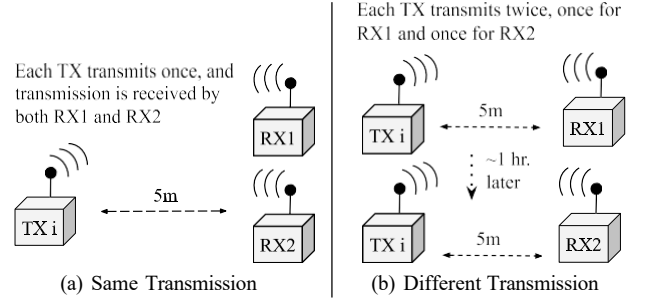 Each TX transmits once, and
transmission is received by
both RX1 and RX2
RX1
TX i
5m
RX2
(a) Same Transmission
Each TX transmits twice, once for
RX1 and once for RX2
TX i
5m
RX1
~1 hr.
later
TX i
5m
RX2
(b) Different Transmission